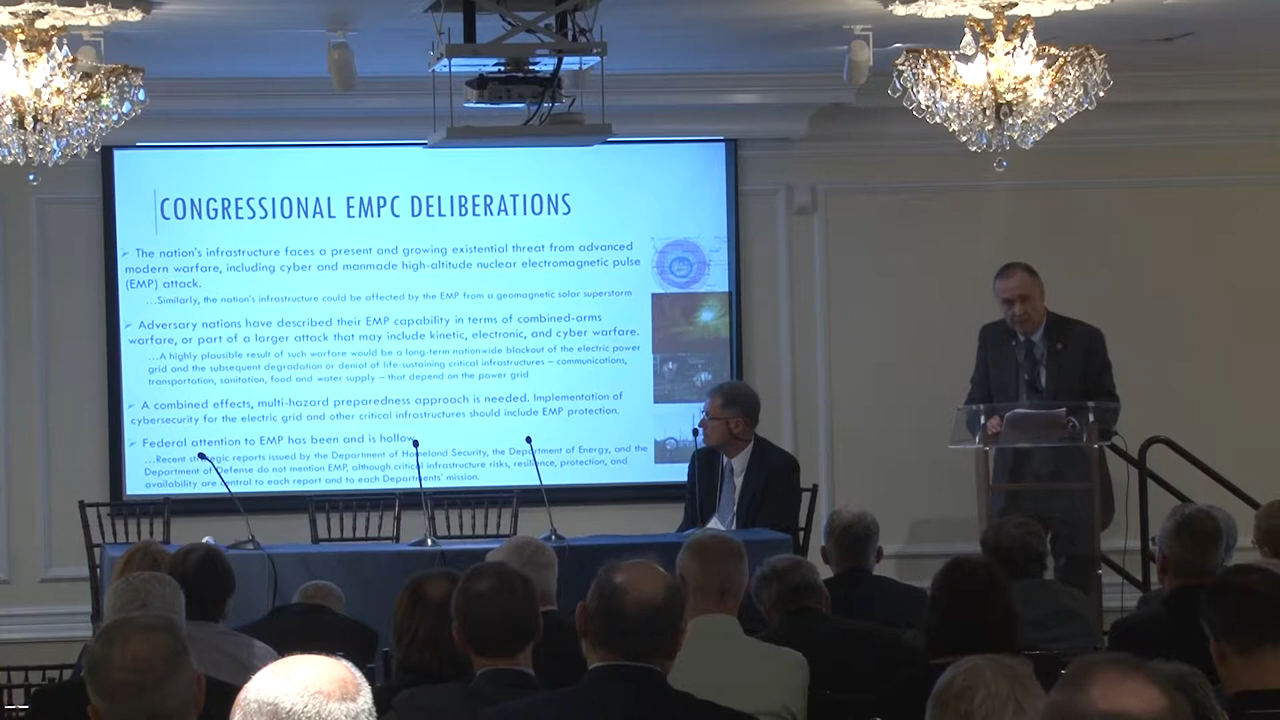 CONGRESSIONAL EMPC DELIBERATIONS
The nation's infrastructure faces a present and growing existential threat from advanced
modern warfare, including cyber and manmade high-altitude nuclear electromagnetic pulse
(EMP) attack.
...Similarly, the nation's infrastructure could be affected by the EMP from a geomagnetic solar superstorm
Adversary nations have described their EMP capability in terms of combined-arms
warfare, or part of a larger attack that may include kinetic, electronic, and cyber warfare.
...A highly plausible result of such warfare would be a long-term nationwide blackout of the electric power
grid and the subsequent degradation or denial of life-sustaining critical infrastructures – communications,
transportation, sanitation, food and water supply – that depend on the power grid
A combined effects, multi-hazard preparedness approach is needed. Implementation of
cybersecurity for the electric grid and other critical infrastructures should include EMP protection.
Federal attention to EMP has been and is hollow
...Recent strategic reports issued by the Department of Homeland Security, the Department of Energy, and the
Department of Defense do not mention EMP, although critical infrastructure risks, resilience, protection, and
availability are central to each report and to each Departments' mission.